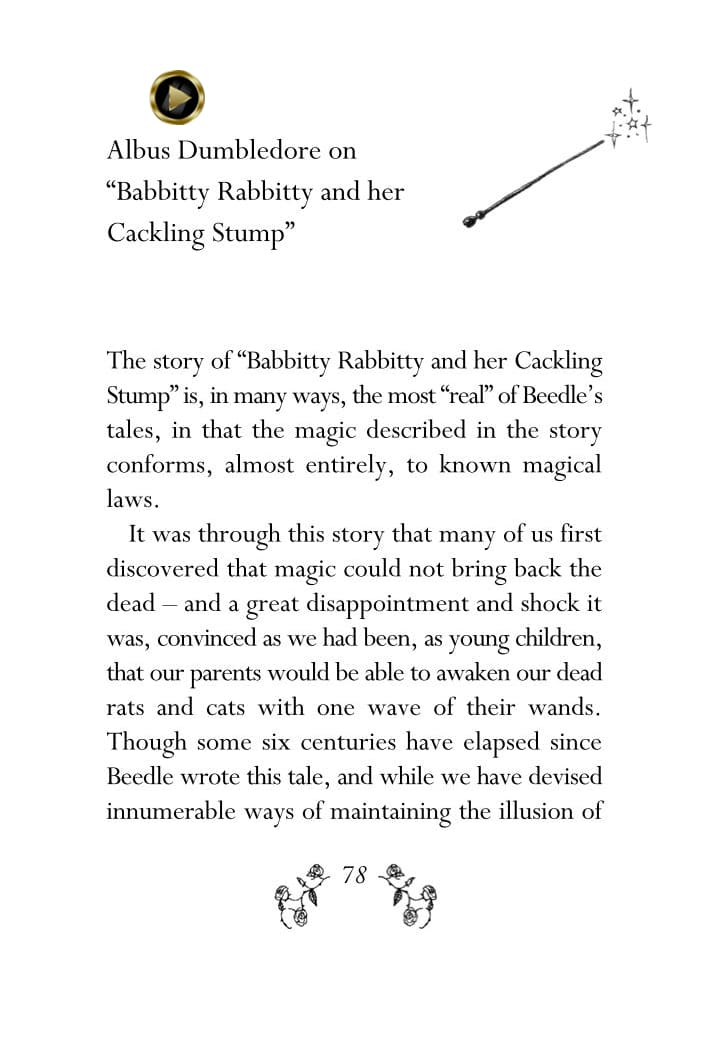 Albus Dumbledore on
“Babbitty Rabbitty and her
Cackling Stump”
The story of “Babbitty Rabbitty and her Cackling
Stump” is, in many ways, the most “real” of Beedle’s
tales, in that the magic described in the story
conforms, almost entirely, to known magical
laws.
It was through this story that many of us first
discovered that magic could not bring back the
dead – and a great disappointment and shock it
was, convinced as we had been, as young children,
that our parents would be able to awaken our dead
rats and cats with one wave of their wands.
Though some six centuries have elapsed since
Beedle wrote this tale, and while we have devised
innumerable ways of maintaining the illusion of
78